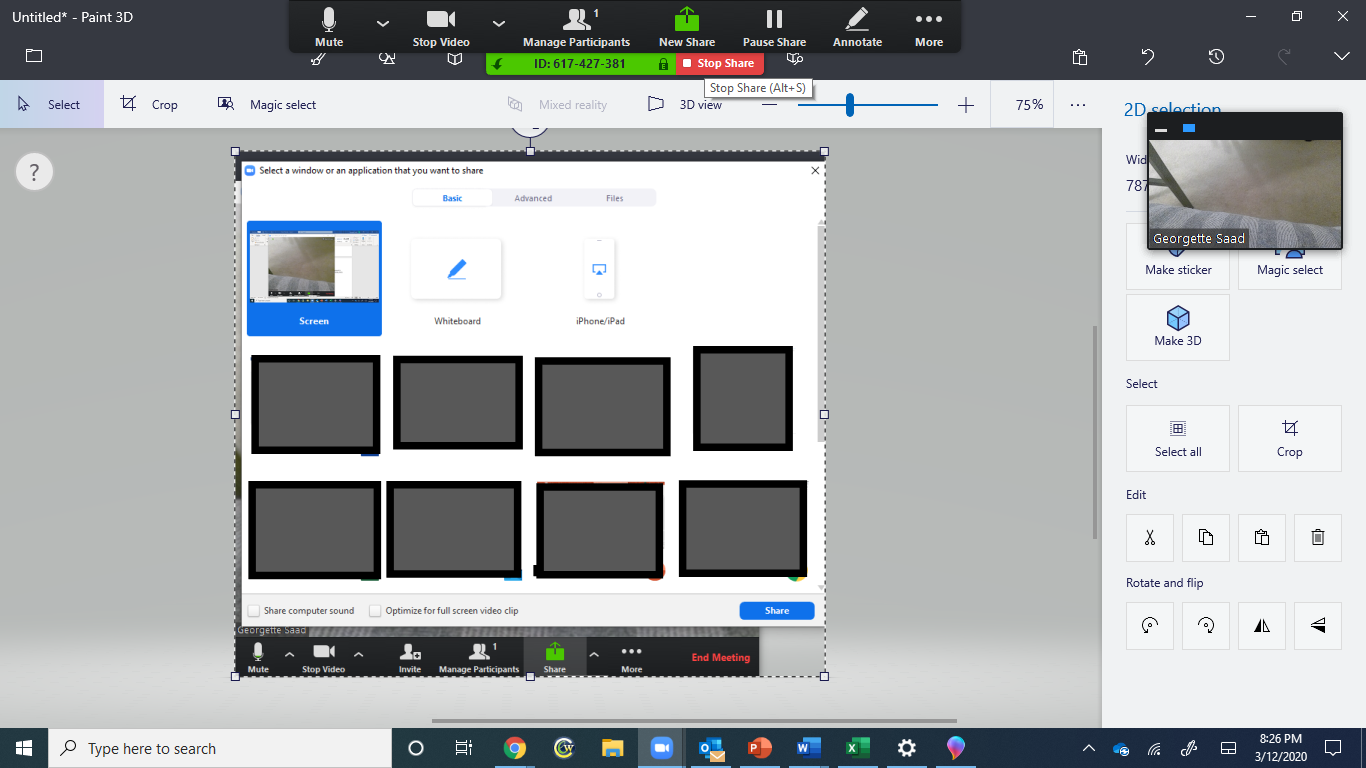 Untitled* - Paint 3D
Mute
Stop Video
1
Manage Participants
New Share
Pause Share
Annotate
More
ID: 617-427-381
Stop Share
Stop Share (Alt+S)
Select
Crop
Magic select
Mixed reality
3D view
75%
2D selection
Wid
787
Georgette Saad
?
Select a window or an application that you want to share
Basic
Advanced
Files
Screen
Whiteboard
iPhone/iPad
Share computer sound
Optimize for full screen video clip
Share
Georgette Saad
Mute
Stop Video
Invite
1
Manage Participants
Share
More
End Meeting
Make sticker
Magic select
Make 3D
Select
Select all
Crop
Edit
Rotate and flip
Type here to search
8:26 PM
3/12/2020